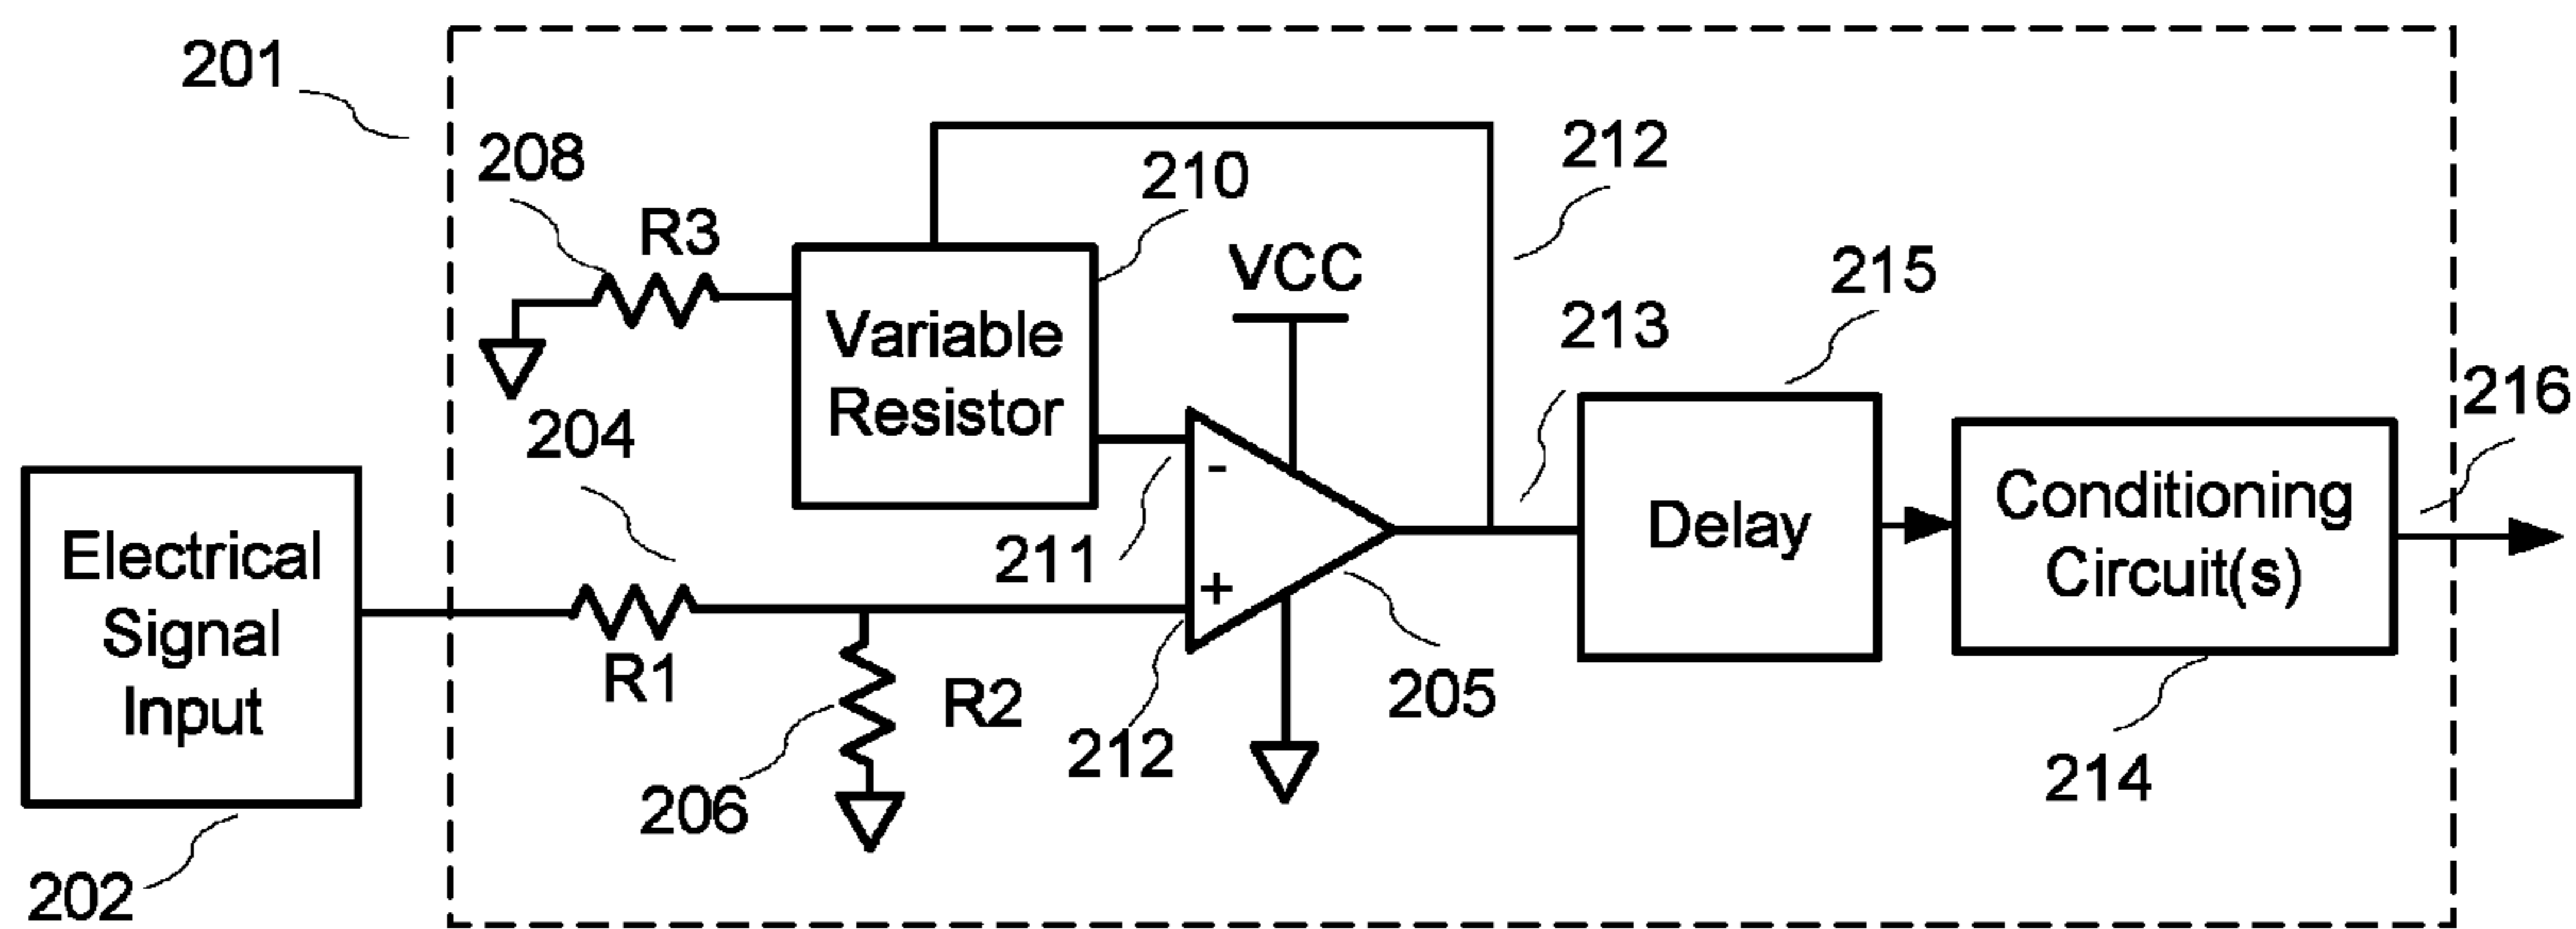 201
208
R3
210
212
VCC
215
213
Variable
Resistor
204
216
-
Delay
Conditioning
Circuit(s)
211
Electrical
Signal
Input
+
R1
R2
205
212
206
214
202